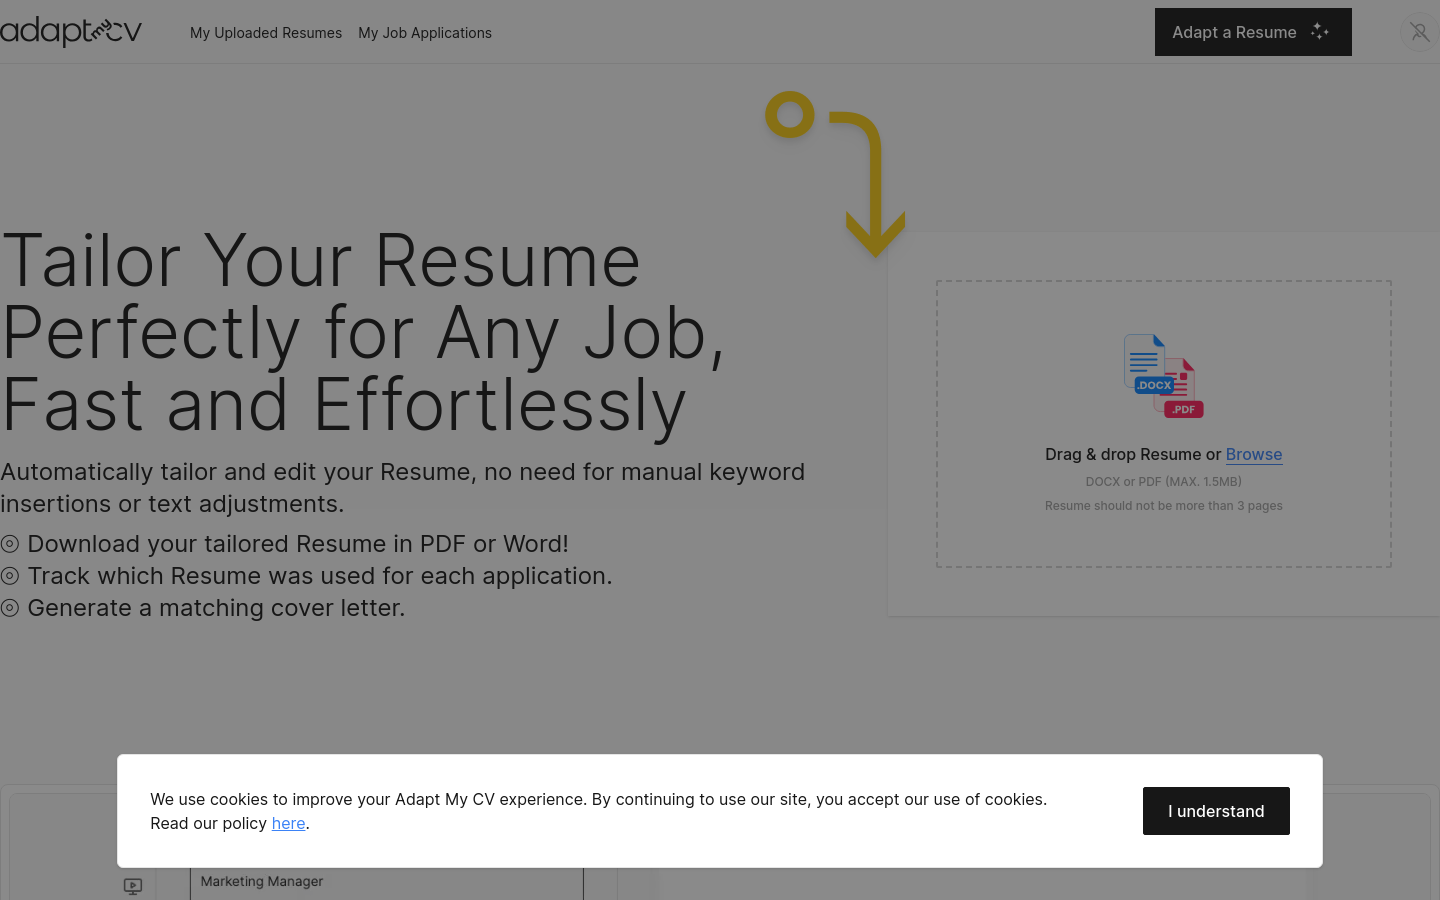 adaptmyCV
My Uploaded Resumes
My Job Applications
Adapt a Resume
Tailor Your Resume
Perfectly for Any Job,
Fast and Effortlessly
Automatically tailor and edit your Resume, no need for manual keyword
insertions or text adjustments.
Download your tailored Resume in PDF or Word!
Track which Resume was used for each application.
Generate a matching cover letter.
.DOCX
.PDF
Drag & drop Resume or Browse
DOCX or PDF (MAX. 1.5MB)
Resume should not be more than 3 pages
We use cookies to improve your Adapt My CV experience. By continuing to use our site, you accept our use of cookies.
Read our policy here.
I understand
Marketing Manager